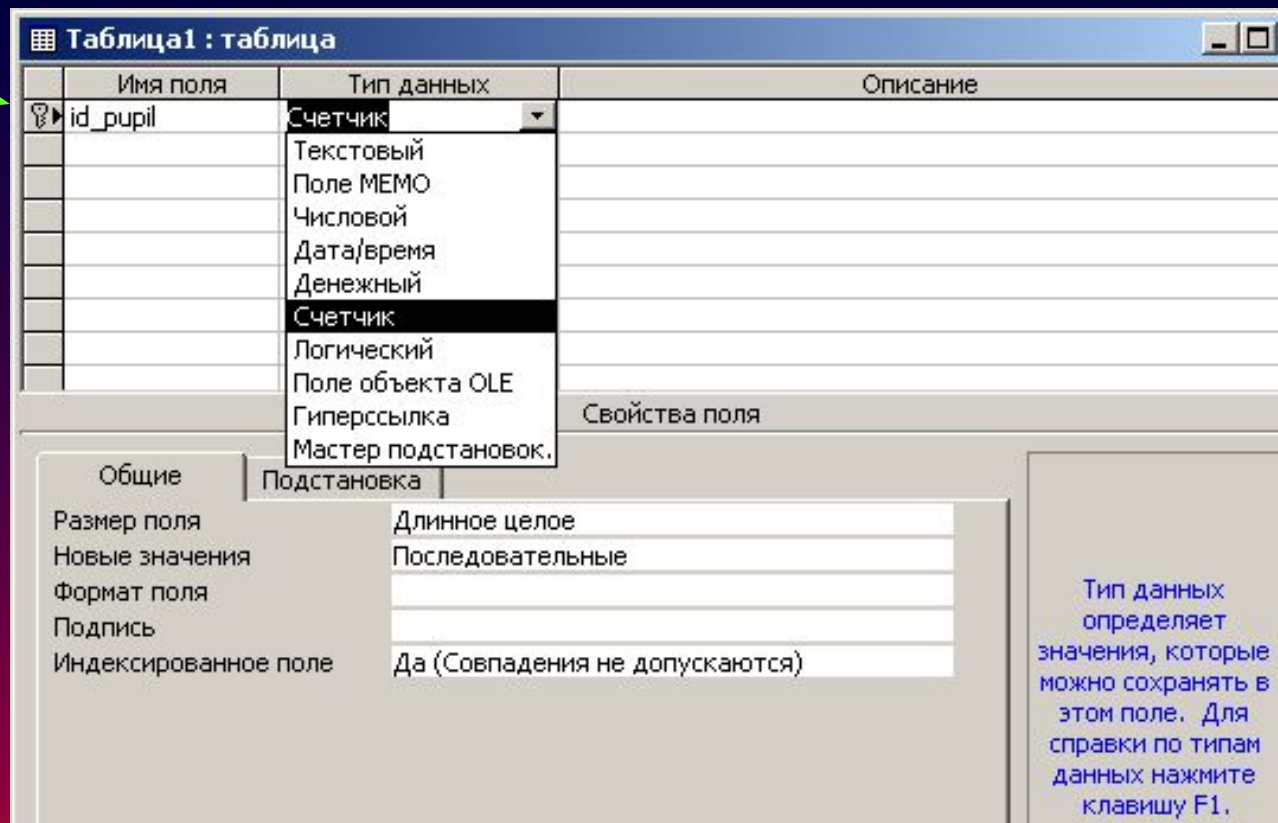 Таблица1 : таблица
Имя поля Тип данных Описание
id_pupil Счетчик
Текстовый
Поле МЕМО
Числовой
Дата/время
Денежный
Счетчик
Логический
Поле объекта OLE
Гиперссылка
Мастер подстановок.
Свойства поля
Общие Подстановка
Размер поля Длинное целое
Новые значения Последовательные
Формат поля
Подпись
Индексированное поле Да (Совпадения не допускаются)
Тип данных
определяет
значения, которые
можно сохранять в
этом поле. Для
справки по типам
данных нажмите
клавишу F1.